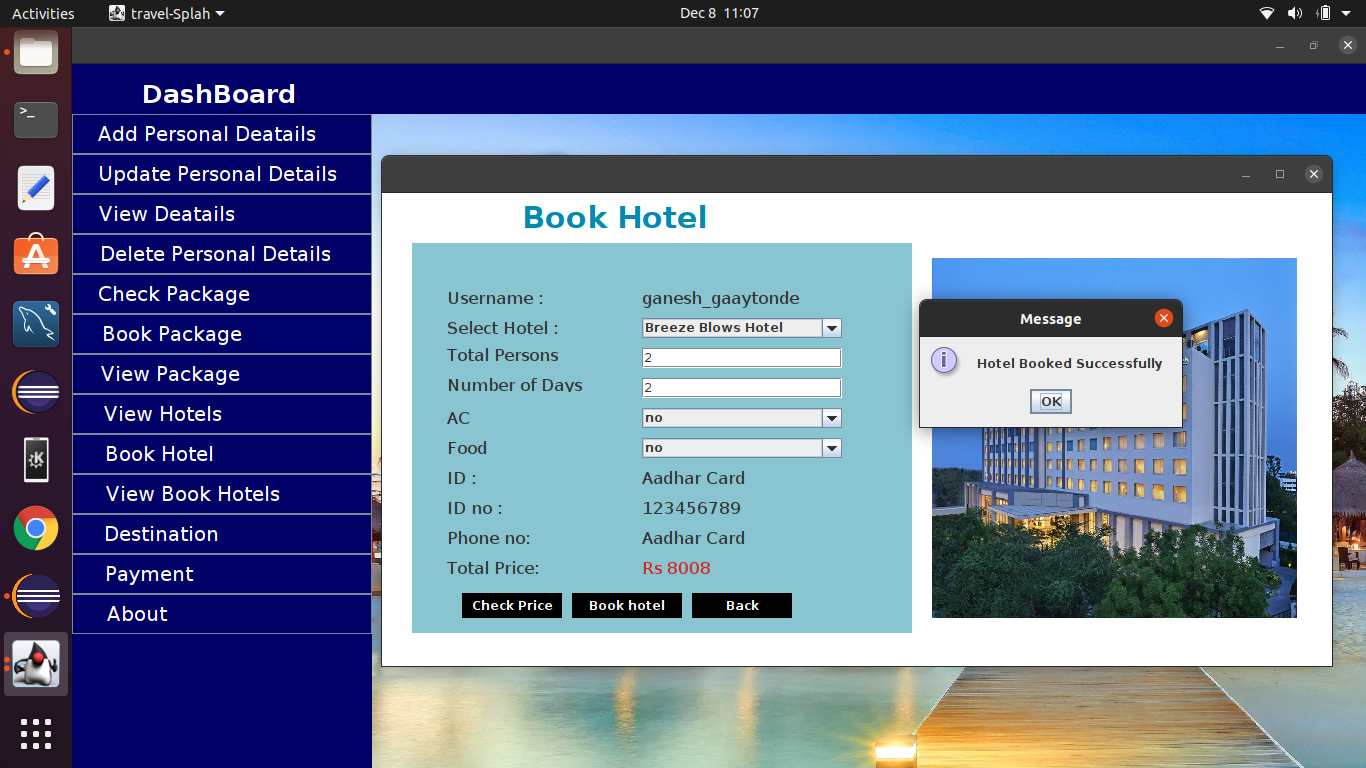 Activities
travel-Splah
Dec 8 11:07
DashBoard
Add Personal Deatails
Update Personal Details
View Deatails
Delete Personal Details
Check Package
Book Package
View Package
View Hotels
Book Hotel
View Book Hotels
Destination
Payment
About
Book Hotel
Username :
ganesh_gaaytonde
Select Hotel :
Breeze Blows Hotel
Total Persons
2
Number of Days
2
AC
no
Food
no
ID :
Aadhar Card
ID no :
123456789
Phone no:
Aadhar Card
Total Price:
Rs 8008
Check Price
Book hotel
Back
Message
Hotel Booked Successfully
OK